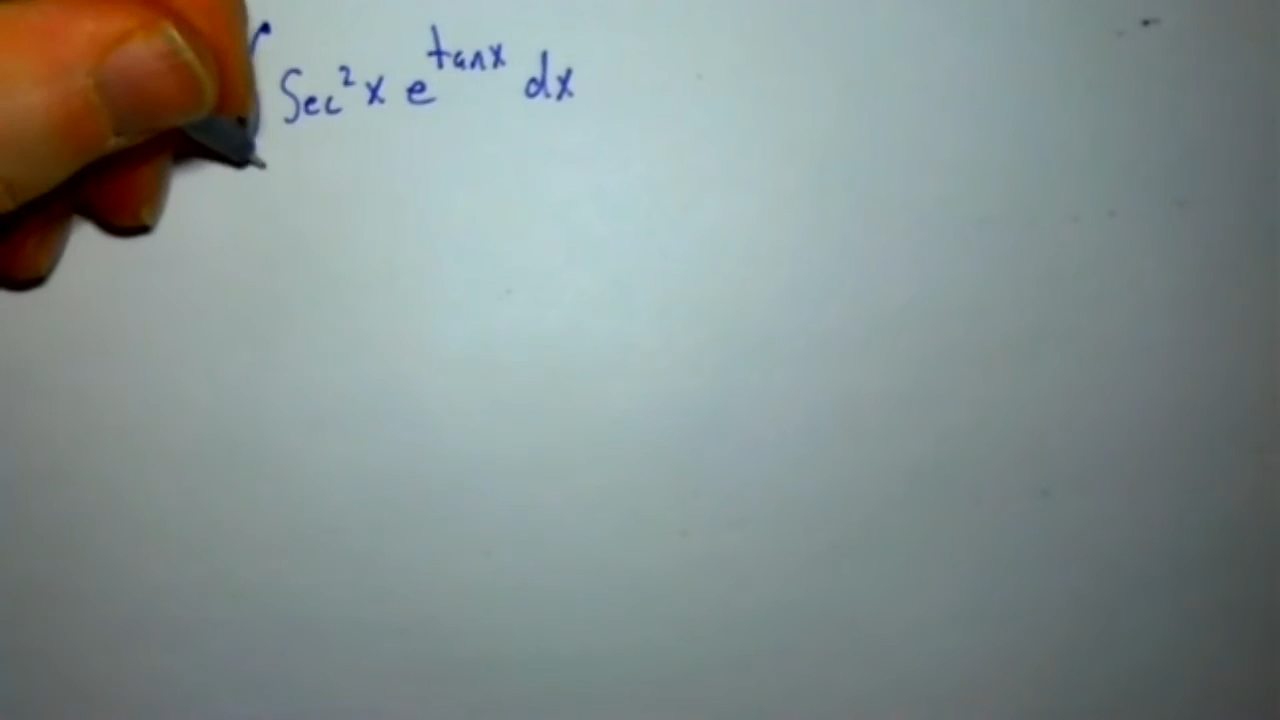 ∫ Sec²x e^{tanx} dx